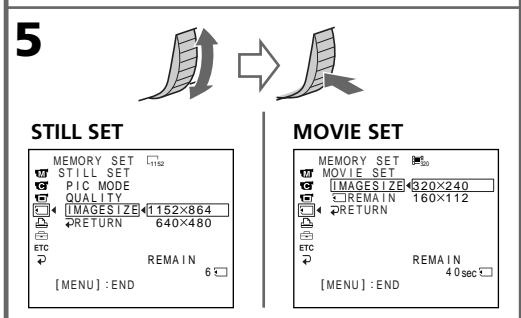 5
STILL SET
MEMORY SET 1152
STILL SET
PIC MODE
QUALITY
IMAGESIZE 1152×864
RETURN 640×480
ETC
REMAIN
6
[MENU] :END
MOVIE SET
MEMORY SET 320
MOVIE SET
IMAGESIZE 320×240
REMAIN 160×112
RETURN
ETC
REMAIN
40sec
[MENU] :END